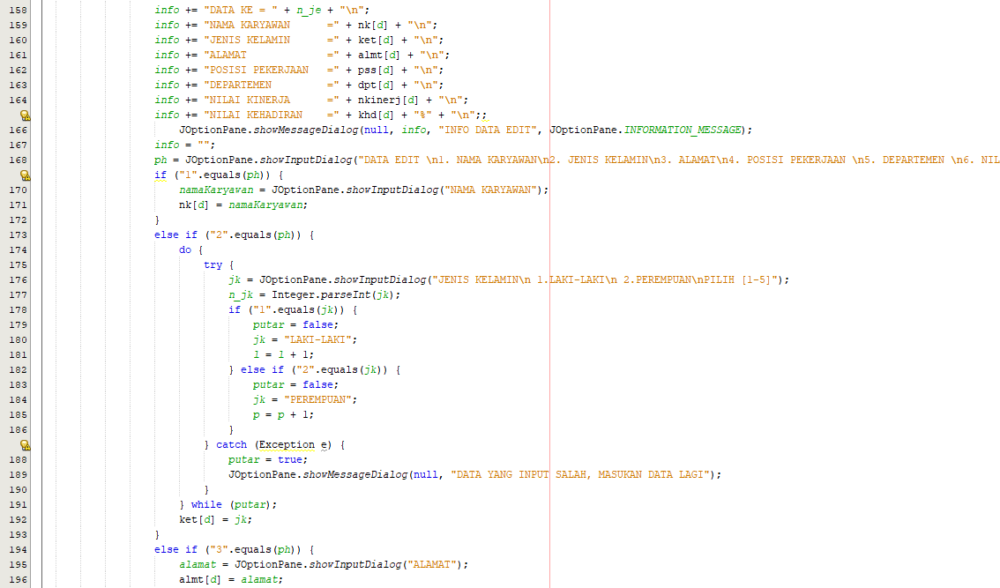 158 info += "DATA KE = " + n_je + "\n";
159 info += "NAMA KARYAWAN      =" + nk[d] + "\n";
160 info += "JENIS KELAMIN      =" + ket[d] + "\n";
161 info += "ALAMAT             =" + almt[d] + "\n";
162 info += "POSISI PEKERJAAN   =" + pss[d] + "\n";
163 info += "DEPARTEMEN         =" + dpt[d] + "\n";
164 info += "NILAI KINERJA      =" + nkinerj[d] + "\n";
info += "NILAI KEHADIRAN    =" + khd[d] + "%" + "\n";;
166 JOptionPane.showMessageDialog(null, info, "INFO DATA EDIT", JOptionPane.INFORMATION_MESSAGE);
167 info = "";
168 ph = JOptionPane.showInputDialog("DATA EDIT \n1. NAMA KARYAWAN\n2. JENIS KELAMIN\n3. ALAMAT\n4. POSISI PEKERJAAN \n5. DEPARTEMEN \n6. NIL
if ("1".equals(ph)) {
170 namaKaryawan = JOptionPane.showInputDialog("NAMA KARYAWAN");
171 nk[d] = namaKaryawan;
172 }
173 else if ("2".equals(ph)) {
174 do {
175 try {
176 jk = JOptionPane.showInputDialog("JENIS KELAMIN\n 1.LAKI-LAKI\n 2.PEREMPUAN\nPILIH [1-5]");
177 n_jk = Integer.parseInt(jk);
178 if ("1".equals(jk)) {
179 putar = false;
180 jk = "LAKI-LAKI";
181 l = l + 1;
182 } else if ("2".equals(jk)) {
183 putar = false;
184 jk = "PEREMPUAN";
185 p = p + 1;
186 }
} catch (Exception e) {
188 putar = true;
189 JOptionPane.showMessageDialog(null, "DATA YANG INPUT SALAH, MASUKAN DATA LAGI");
190 }
191 } while (putar);
192 ket[d] = jk;
193 }
194 else if ("3".equals(ph)) {
195 alamat = JOptionPane.showInputDialog("ALAMAT");
196 almt[d] = alamat;